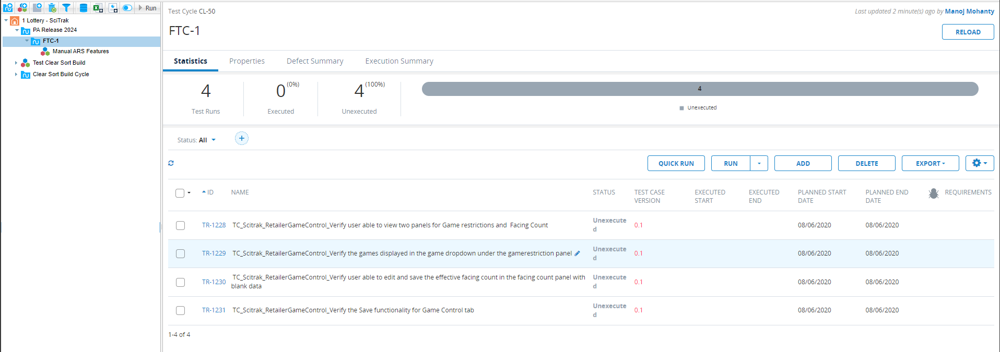 Run
1 Lottery - SciTrak
PA Release 2024
FTC-1
Manual ARS Features
Test Clear Sort Build
Clear Sort Build Cycle
Test Cycle CL-50
Last updated 2 minute(s) ago by Manoj Mohanty
FTC-1
RELOAD
Statistics Properties Defect Summary Execution Summary
4 0 (0%) 4 (100%)
Test Runs Executed Unexecuted
4
Unexecuted
Status: All
QUICK RUN RUN ADD DELETE EXPORT
ID NAME STATUS TEST CASE VERSION EXECUTED START EXECUTED END PLANNED START DATE PLANNED END DATE REQUIREMENTS
TR-1228 TC_Scitrak_RetailerGameControl_Verify user able to view two panels for Game restrictions and  Facing Count Unexecuted 0.1 08/06/2020 08/06/2020
TR-1229 TC_Scitrak_RetailerGameControl_Verify the games displayed in the game dropdown under the gamerestriction panel Unexecuted 0.1 08/06/2020 08/06/2020
TR-1230 TC_Scitrak_RetailerGameControl_Verify user able to edit and save the effective facing count in the facing count panel with blank data Unexecuted 0.1 08/06/2020 08/06/2020
TR-1231 TC_Scitrak_RetailerGameControl_Verify the Save functionality for Game Control tab Unexecuted 0.1 08/06/2020 08/06/2020
1-4 of 4